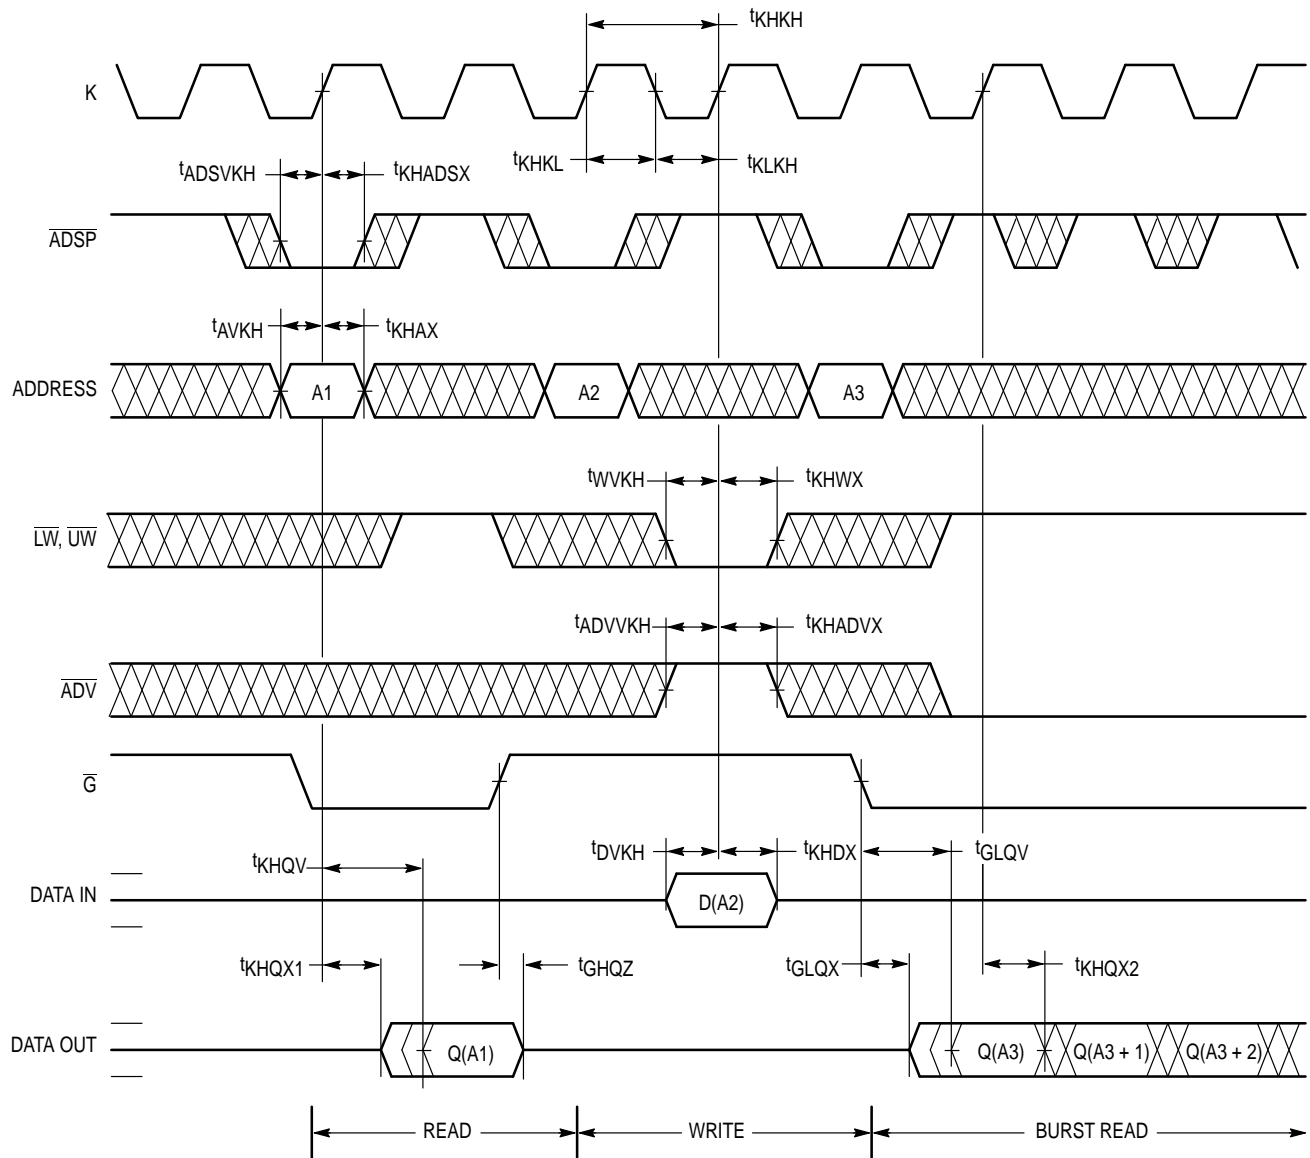 tKHKH
K
tKHKL
tKLKH
tADSVKH
tKHADSX
ADSP
tAVKH
tKHAX
ADDRESS
A1
A2
A3
tWVKH
tKHWX
LW, UW
tADVVKH
tKHADVX
ADV
G
tKHQV
tDVKH
tKHDX
tGLQV
DATA IN
D(A2)
tKHQX1
tGHQZ
tGLQX
tKHQX2
DATA OUT
Q(A1)
Q(A3)
Q(A3 + 1)
Q(A3 + 2)
READ
WRITE
BURST READ